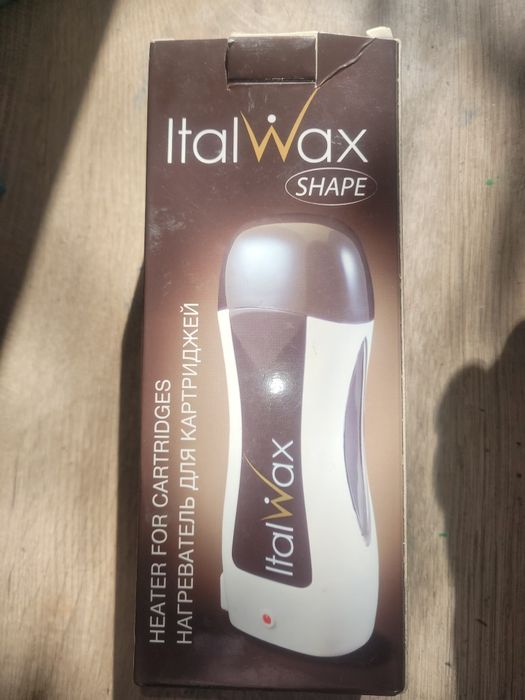 ItalWax
SHAPE
HEATER FOR CARTRIDGES
НАГРЕВАТЕЛЬ ДЛЯ КАРТРИДЖЕЙ
ItalWax